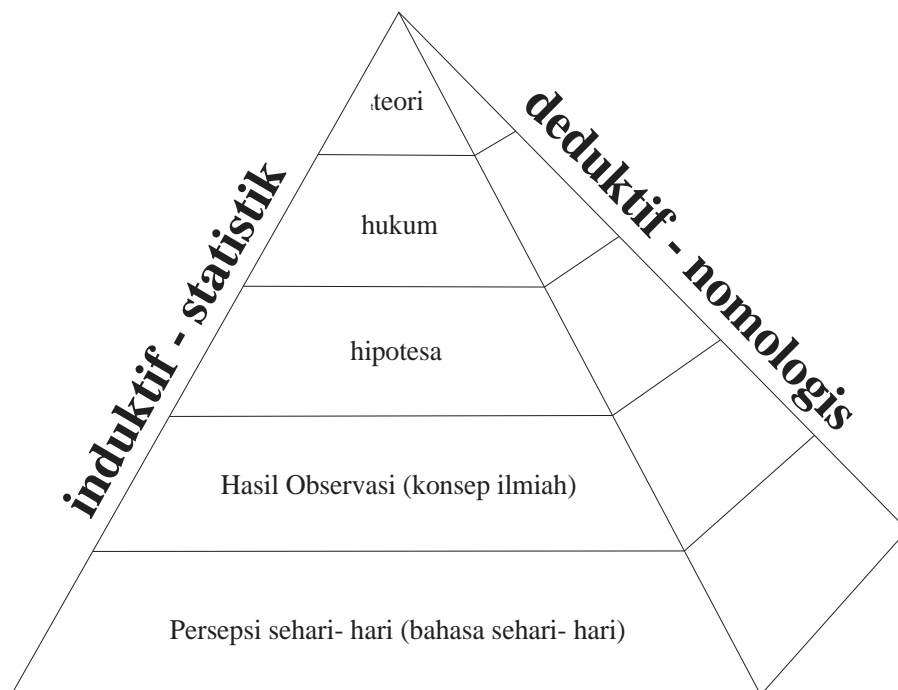 teori
deduktif - nomologis
hukum
induktif - statistik
hipotesa
Hasil Observasi (konsep ilmiah)
Persepsi sehari- hari (bahasa sehari- hari)